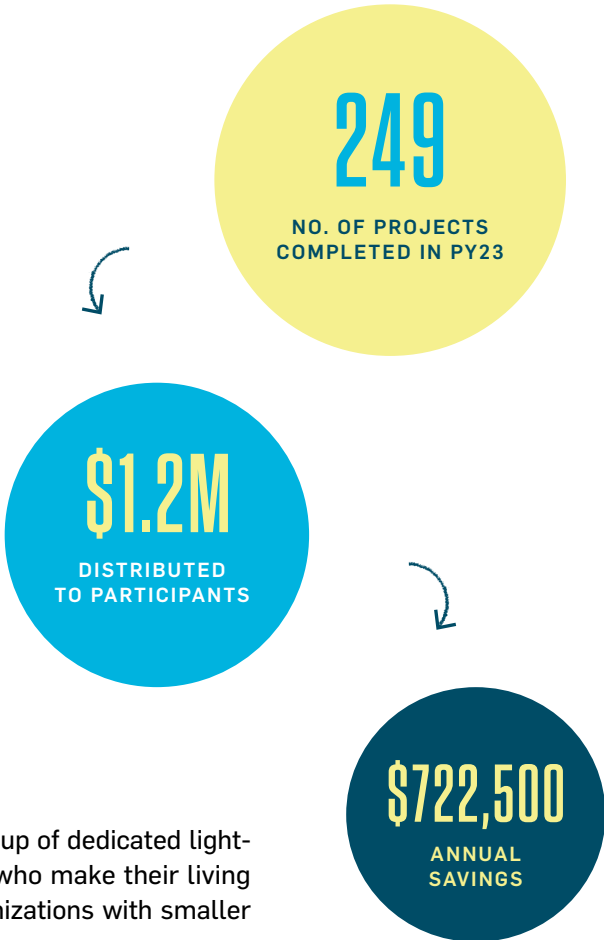 249
NO. OF PROJECTS
COMPLETED IN PY23
$1.2M
DISTRIBUTED
TO PARTICIPANTS
$722,500
ANNUAL
SAVINGS
up of dedicated light-
who make their living
nizations with smaller